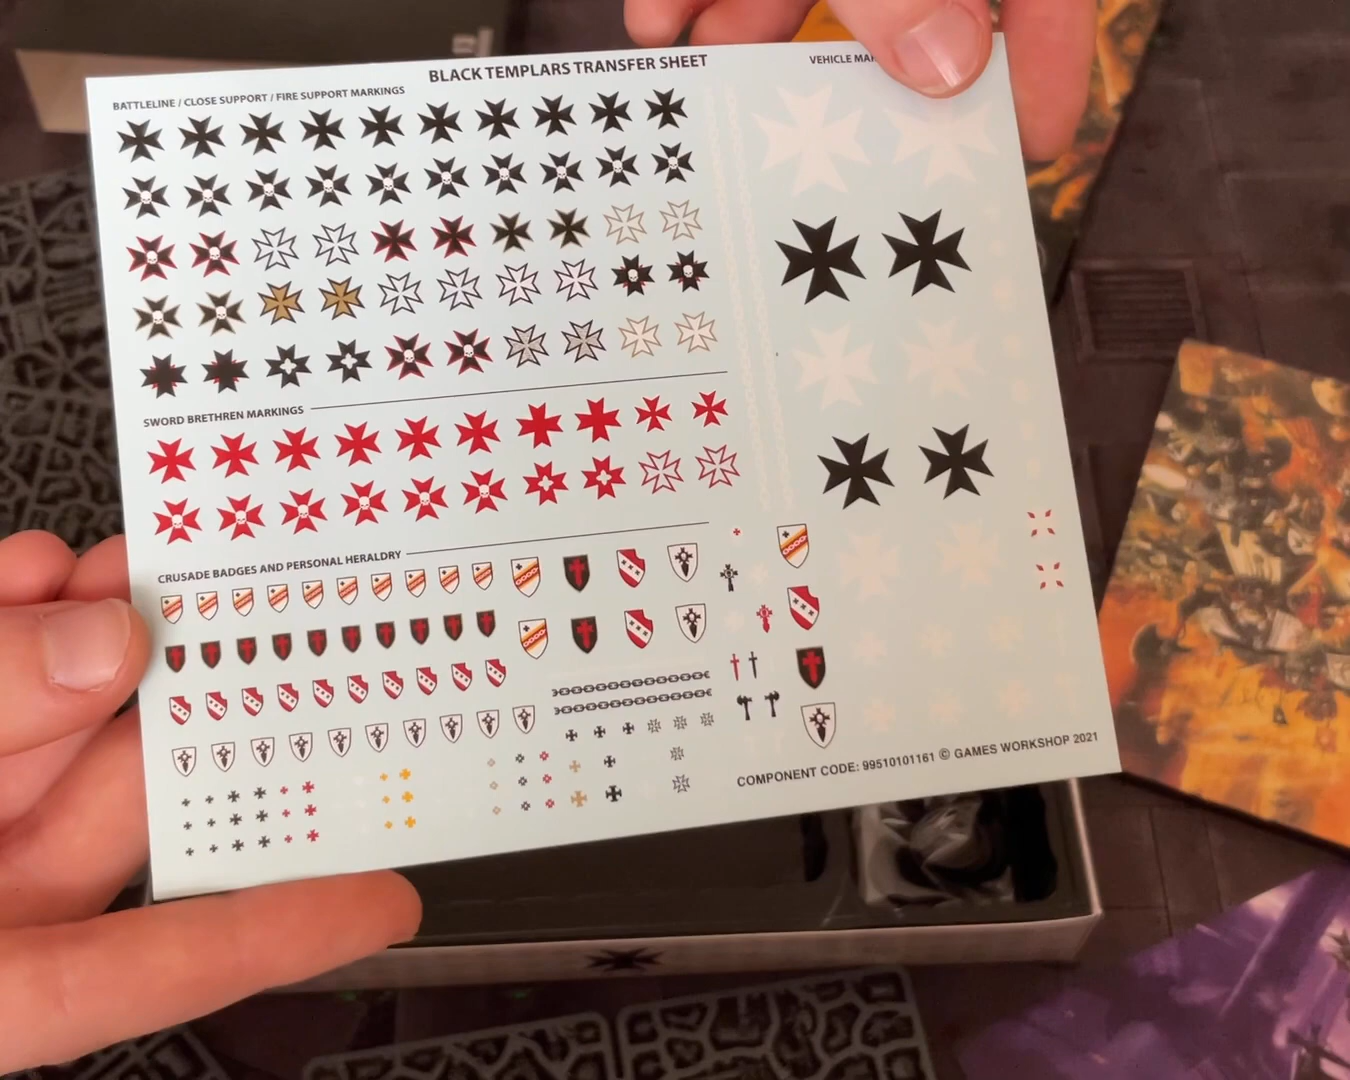 BLACK TEMPLARS TRANSFER SHEET
BATTLELINE / CLOSE SUPPORT / FIRE SUPPORT MARKINGS
VEHICLE
SWORD BRETHREN MARKINGS
CRUSADE BADGES AND PERSONAL HERALDRY
COMPONENT CODE: 99510101161 © GAMES WORKSHOP 2021